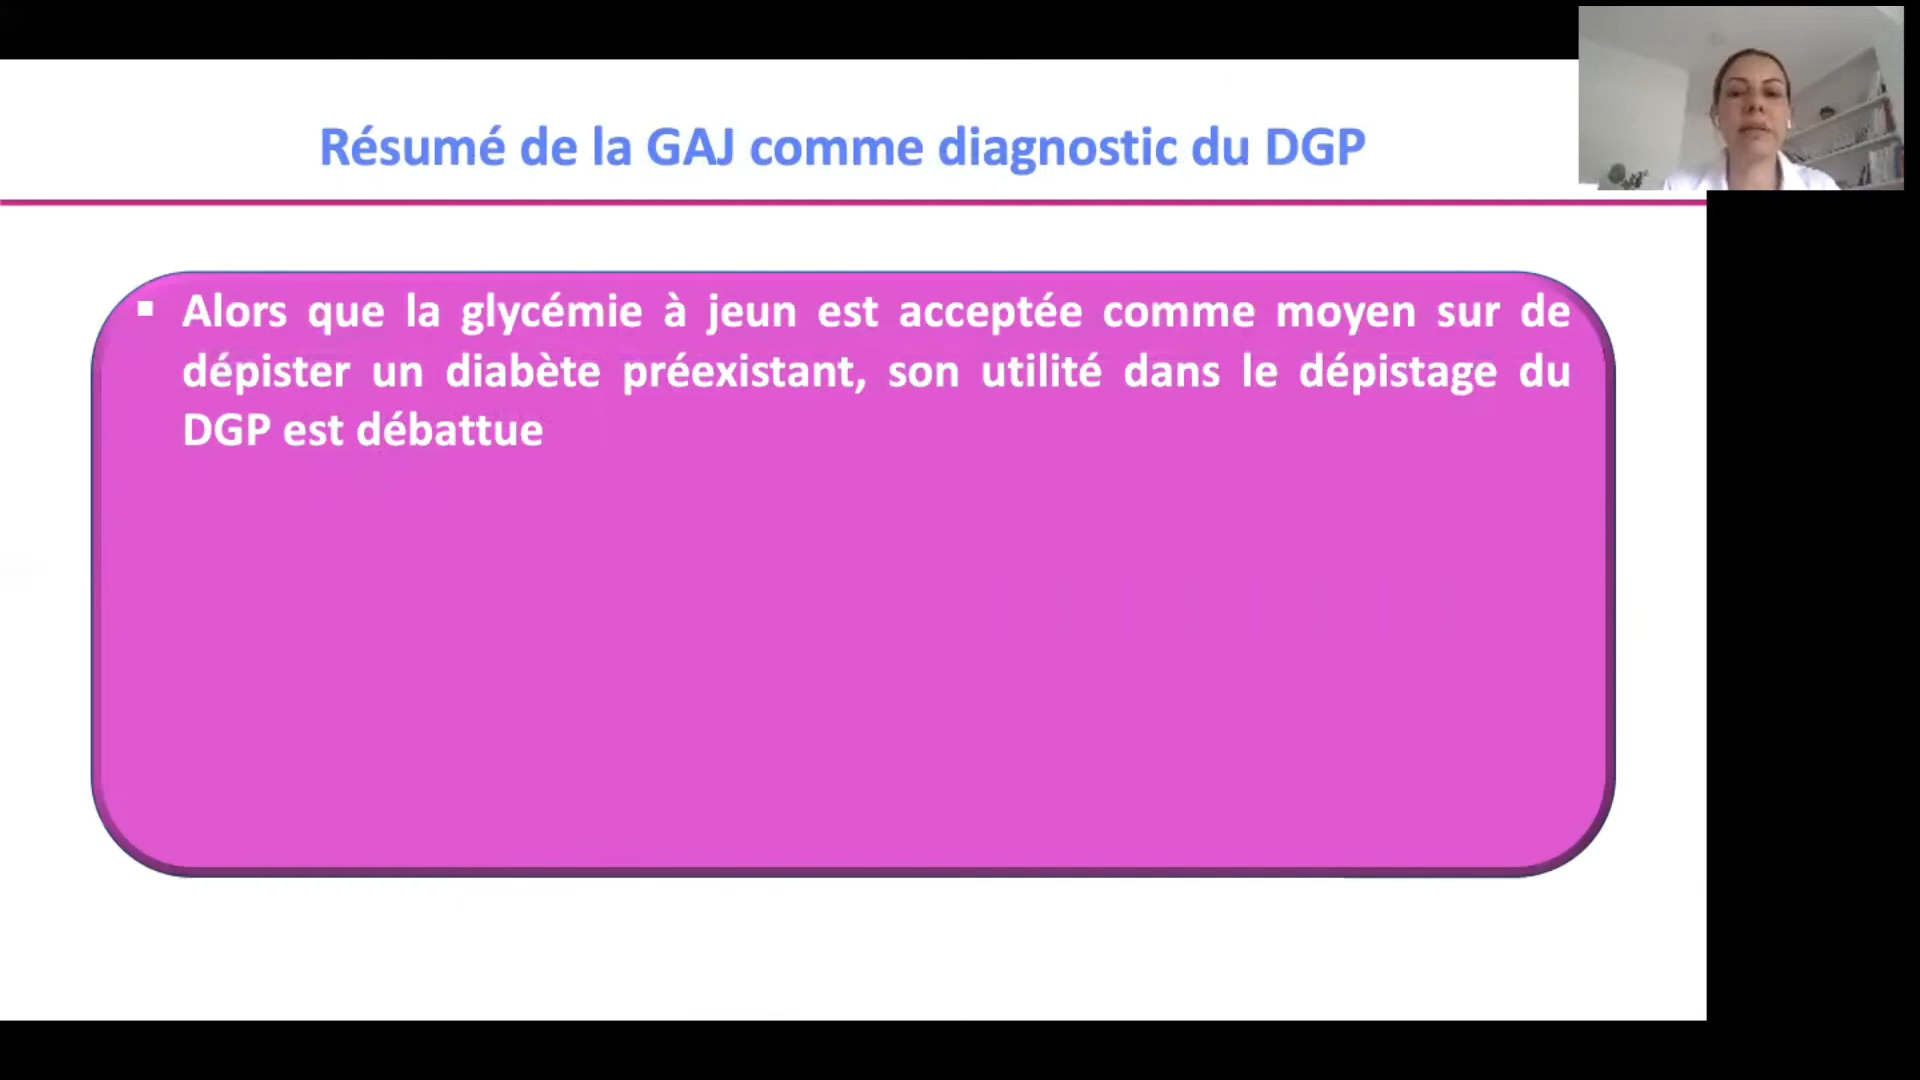 Résumé de la GAJ comme diagnostic du DGP
▪ Alors que la glycémie à jeun est acceptée comme moyen sur de
dépister un diabète préexistant, son utilité dans le dépistage du
DGP est débattue